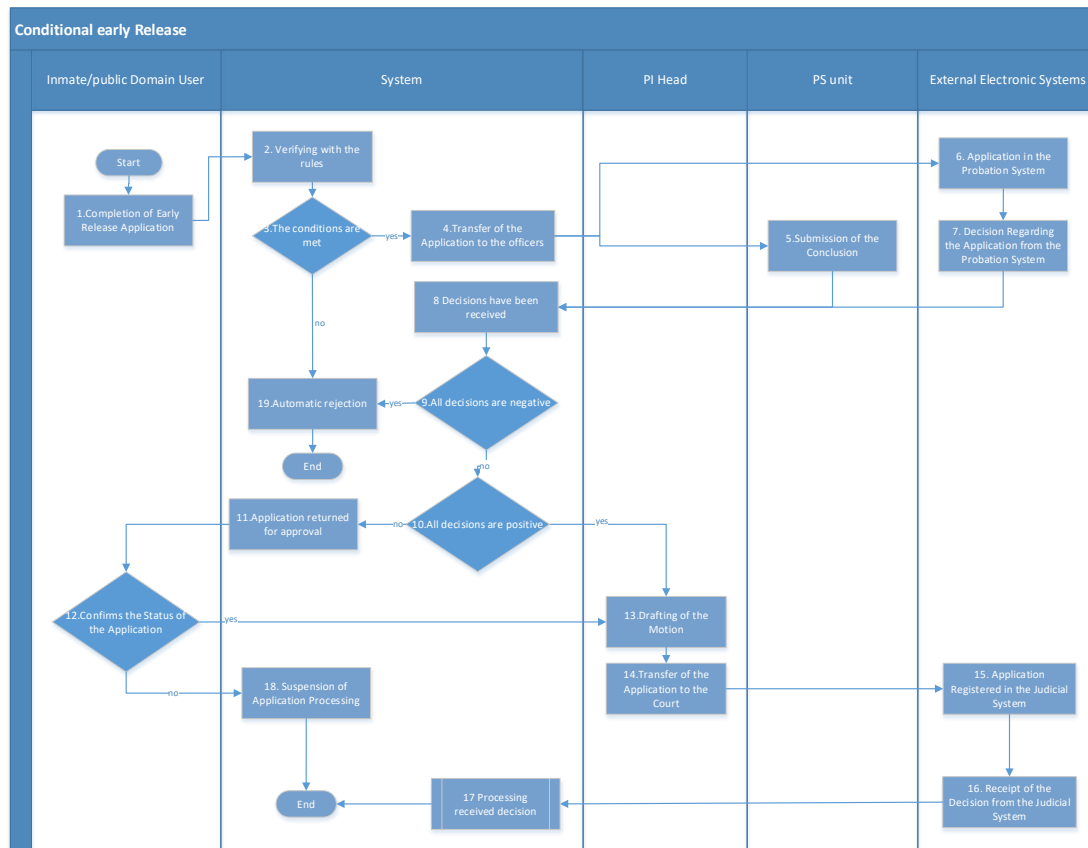 Conditional early Release
Inmate/public Domain User
System
PI Head
PS unit
External Electronic Systems
Start
1.Completion of Early
Release Application
2. Verifying with the
rules
3.The conditions are
met
yes
no
4.Transfer of the
Application to the officers
5.Submission of the
Conclusion
6. Application in the
Probation System
7. Decision Regarding
the Application from the
Probation System
8 Decisions have been
received
9.All decisions are negative
yes
no
19.Automatic rejection
End
10.All decisions are positive
no
yes
11.Application returned
for approval
12.Confirms the Status of
the Application
yes
no
13.Drafting of the
Motion
14.Transfer of the
Application to the
Court
15. Application
Registered in the Judicial
System
16. Receipt of the
Decision from the Judicial
System
17 Processing
received decision
18. Suspension of
Application Processing
End